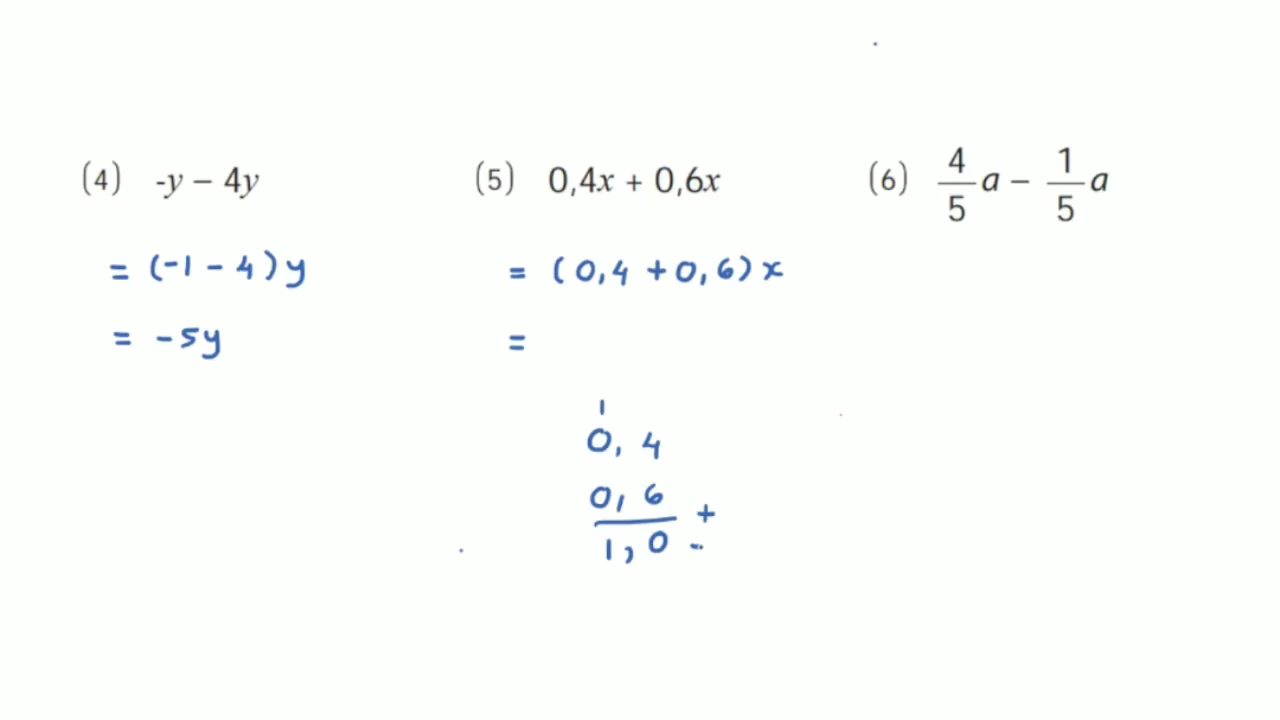 (4) -y – 4y
= (-1 - 4) y
= -5y
(5) 0,4x + 0,6x
= (0,4 + 0,6) x
=
1
0,4
0,6 +
1,0
(6) 4/5 a – 1/5 a